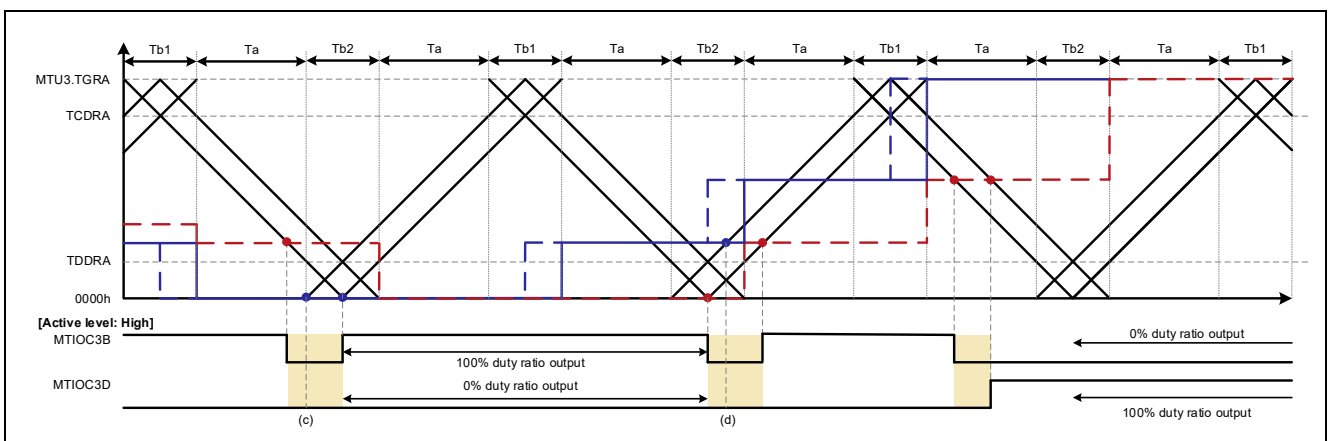 Tb1 Ta Tb2 Ta Tb1 Ta Tb2 Ta Tb1 Ta Tb2 Ta Tb1
MTU3.TGRA
TCDRA
TDDRA
0000h
[Active level: High]
MTIOC3B
0% duty ratio output
100% duty ratio output
MTIOC3D
0% duty ratio output
100% duty ratio output
(c) (d)